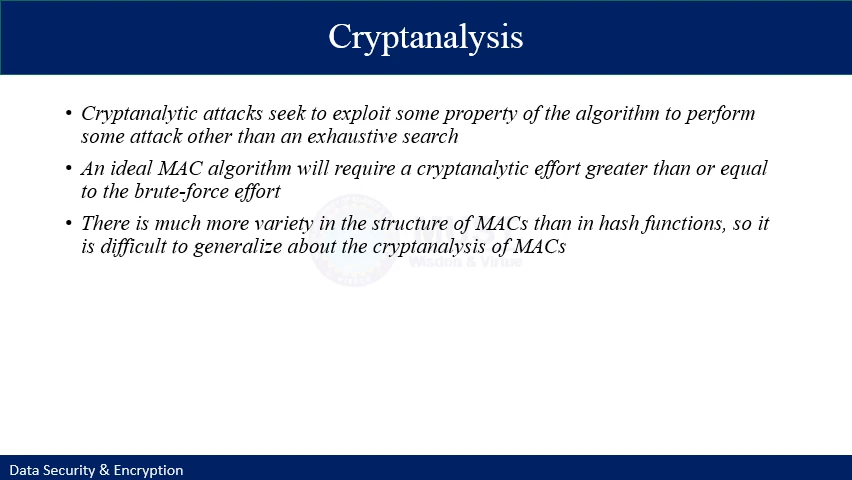 Cryptanalysis
• Cryptanalytic attacks seek to exploit some property of the algorithm to perform
some attack other than an exhaustive search
• An ideal MAC algorithm will require a cryptanalytic effort greater than or equal
to the brute-force effort
• There is much more variety in the structure of MACs than in hash functions, so it
is difficult to generalize about the cryptanalysis of MACs
Wisdom & Virtue
Data Security & Encryption